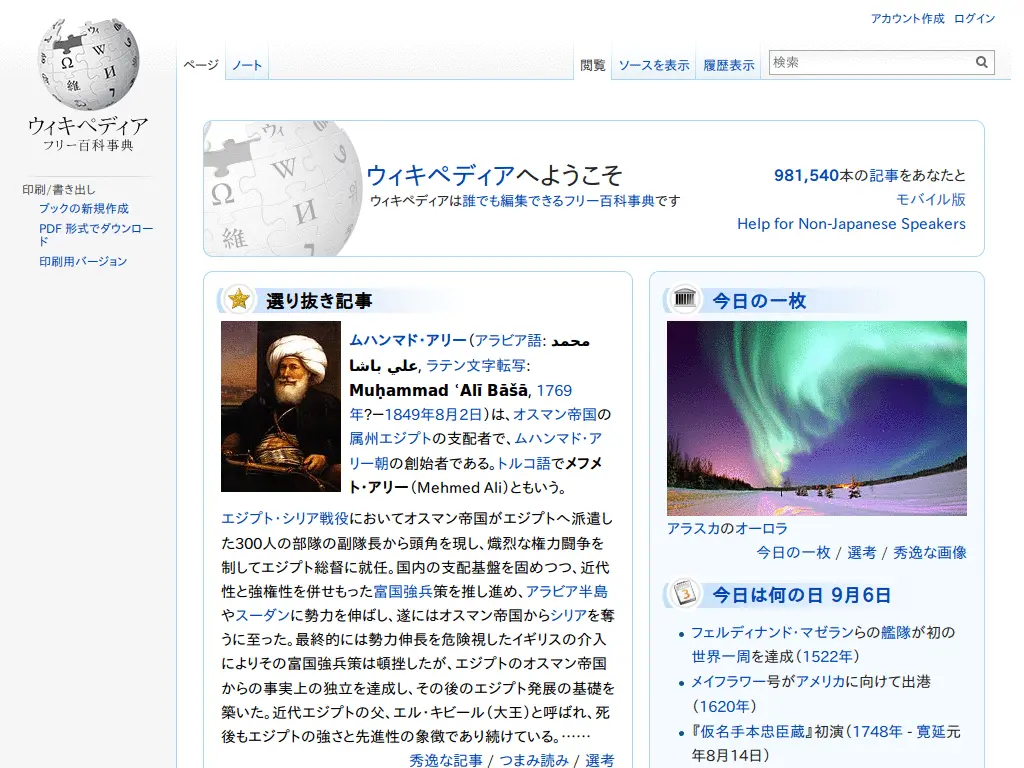 アカウント作成 ログイン
ウィキペディア
フリー百科事典
ページ ノート 閲覧 ソースを表示 履歴表示 検索
印刷/書き出し
ブックの新規作成
PDF 形式でダウンロー
ド
印刷用バージョン
ウィキペディアへようこそ
ウィキペディアは誰でも編集できるフリー百科事典です
981,540本の記事をあなたと
モバイル版
Help for Non-Japanese Speakers
選り抜き記事
ムハンマド・アリー(アラビア語: محمد
علي باشا, ラテン文字転写:
Muḥammad ʿAlī Bāšā, 1769
年?−1849年8月2日)は、オスマン帝国の
属州エジプトの支配者で、ムハンマド・ア
リー朝の創始者である。トルコ語でメフメ
ト・アリー(Mehmed Ali)ともいう。
エジプト・シリア戦役においてオスマン帝国がエジプトへ派遣し
た300人の部隊の副隊長から頭角を現し、熾烈な権力闘争を
制してエジプト総督に就任。国内の支配基盤を固めつつ、近代
性と強権性を併せもった富国強兵策を推し進め、アラビア半島
やスーダンに勢力を伸ばし、遂にはオスマン帝国からシリアを奪
うに至った。最終的には勢力伸長を危険視したイギリスの介入
によりその富国強兵策は頓挫したが、エジプトのオスマン帝国
からの事実上の独立を達成し、その後のエジプト発展の基礎を
築いた。近代エジプトの父、エル・キビール(大王)と呼ばれ、死
後もエジプトの強さと先進性の象徴であり続けている。……
秀逸な記事 / つまみ読み / 選考
今日の一枚
アラスカのオーロラ
今日の一枚 / 選考 / 秀逸な画像
今日は何の日 9月6日
フェルディナンド・マゼランらの艦隊が初の
世界一周を達成(1522年)
メイフラワー号がアメリカに向けて出港
(1620年)
『仮名手本忠臣蔵』初演(1748年 - 寛延元
年8月14日)